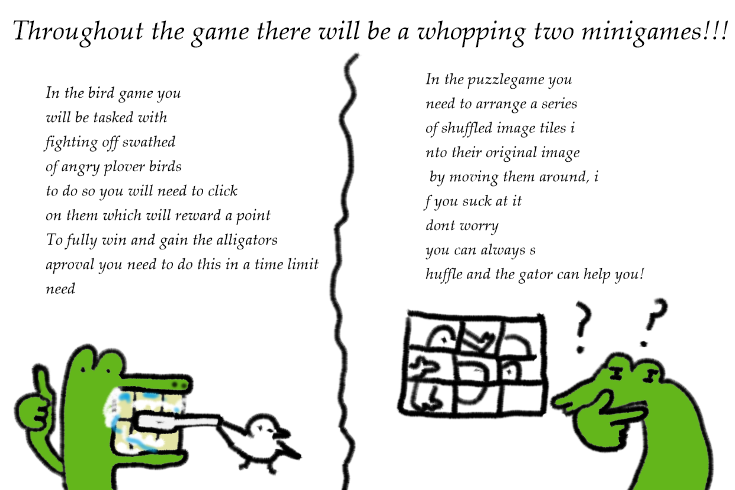 Throughout the game there will be a whopping two minigames!!!
In the bird game you
will be tasked with
fighting off swathed
of angry plover birds
to do so you will need to click
on them which will reward a point
To fully win and gain the alligators
aproval you need to do this in a time limit
need
In the puzzlegame you
need to arrange a series
of shuffled image tiles i
nto their original image
by moving them around, i
f you suck at it
dont worry
you can always s
huffle and the gator can help you!
? ?